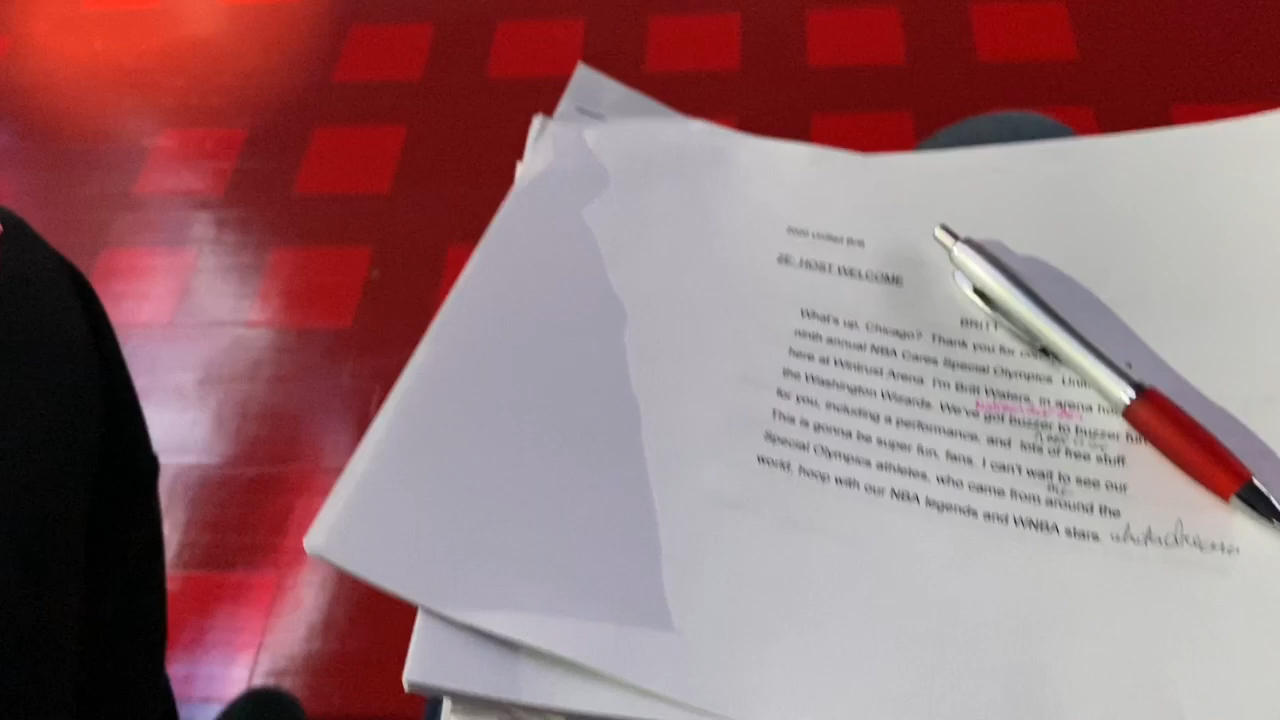 2020 Unified Britt
2E. HOST WELCOME
BRITT
What's up, Chicago? Thank you for
ninth annual NBA Cares Special Olympics
here at Wintrust Arena. I'm Britt Waters, in arena
the Washington Wizards. We've got buzzer to buzzer fun
for you, including a performance, and lots of free stuff.
This is gonna be super fun, fans. I can't wait to see our
Special Olympics athletes, who came from around the
world, hoop with our NBA legends and WNBA stars.